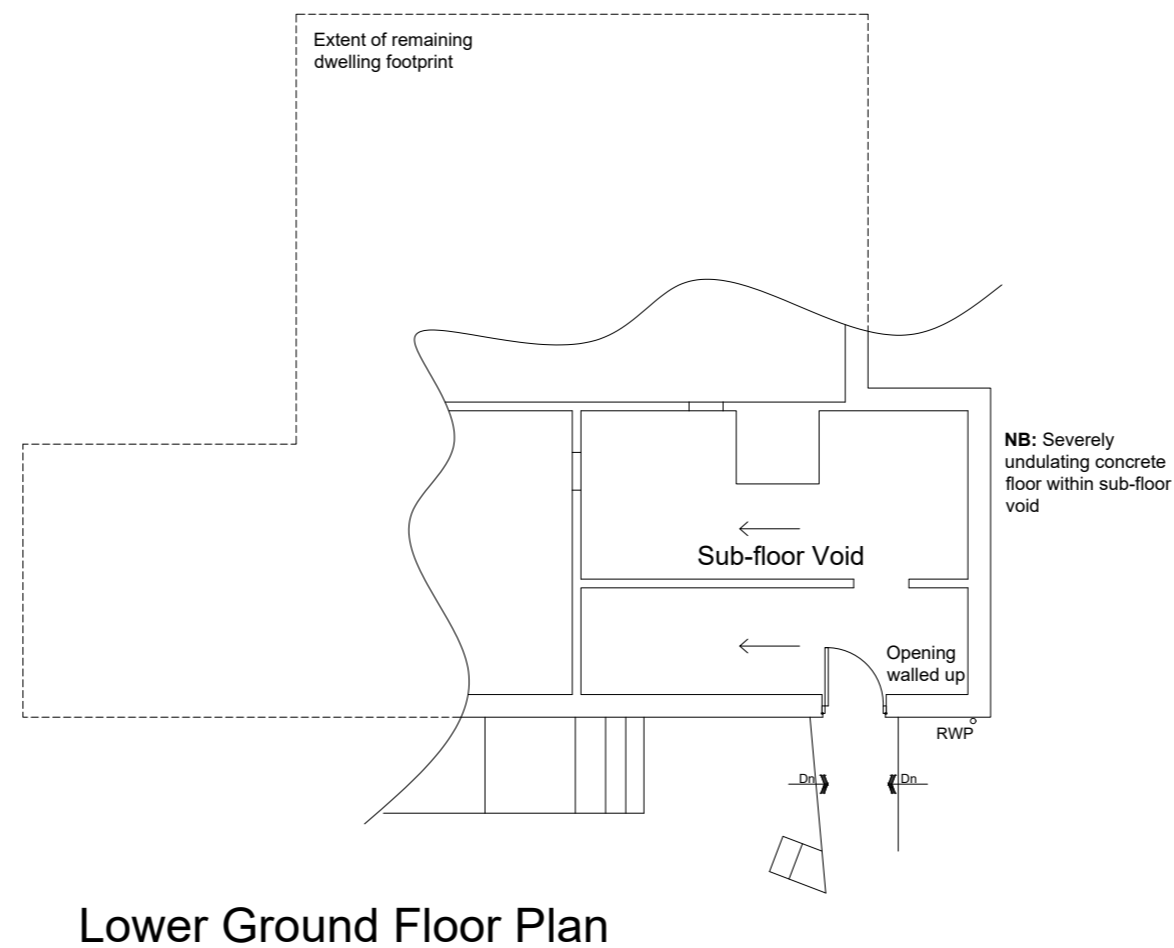 Extent of remaining
dwelling footprint
NB: Severely
undulating concrete
floor within sub-floor
void
Sub-floor Void
Opening
walled up
RWP
Dn
Dn
Lower Ground Floor Plan